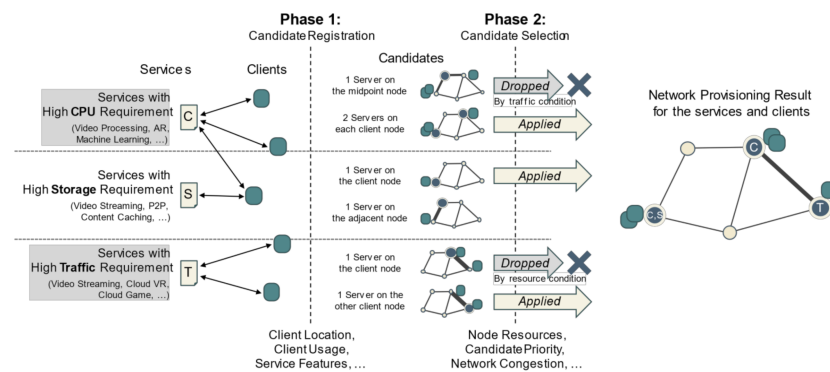 Phase 1:
Candidate Registration
Phase 2:
Candidate Selection
Services
Clients
Candidates
Services with
High CPU Requirement
(Video Processing, AR,
Machine Learning, ...)
C
1 Server on
the midpoint node
Dropped
By traffic condition
2 Servers on
each client node
Applied
Services with
High Storage Requirement
(Video Streaming, P2P,
Content Caching, ...)
S
1 Server on
the client node
Applied
1 Server on
the adjacent node
Services with
High Traffic Requirement
(Video Streaming, Cloud VR,
Cloud Game, ...)
T
1 Server on
the client node
Dropped
By resource condition
1 Server on the
other client node
Applied
Client Location,
Client Usage,
Service Features, ...
Node Resources,
Candidate Priority,
Network Congestion, ...
Network Provisioning Result
for the services and clients
C
T
C,S